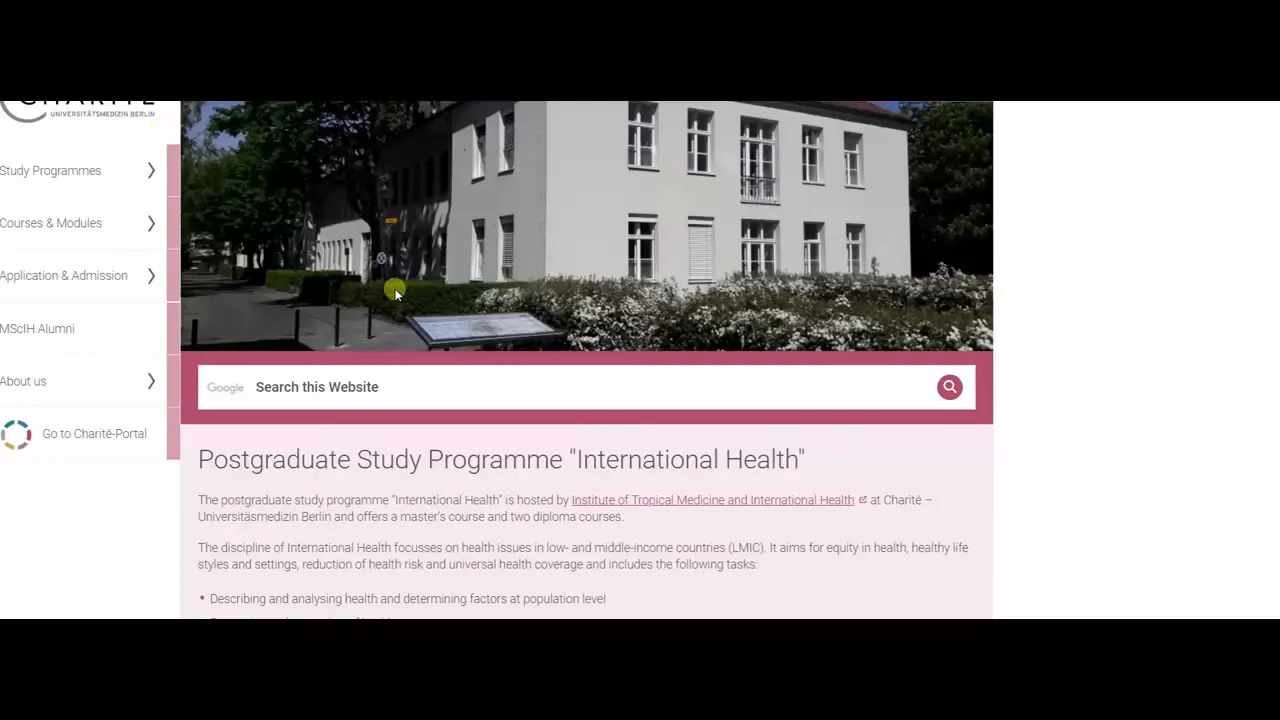 CHARITÉ
UNIVERSITÄTSMEDIZIN BERLIN
Study Programmes
Courses & Modules
Application & Admission
MScIH Alumni
About us
Go to Charité-Portal
Google Search this Website
Postgraduate Study Programme "International Health"
The postgraduate study programme “International Health” is hosted by Institute of Tropical Medicine and International Health at Charité –
Universitäsmedizin Berlin and offers a master's course and two diploma courses.
The discipline of International Health focusses on health issues in low- and middle-income countries (LMIC). It aims for equity in health, healthy life
styles and settings, reduction of health risk and universal health coverage and includes the following tasks:
• Describing and analysing health and determining factors at population level